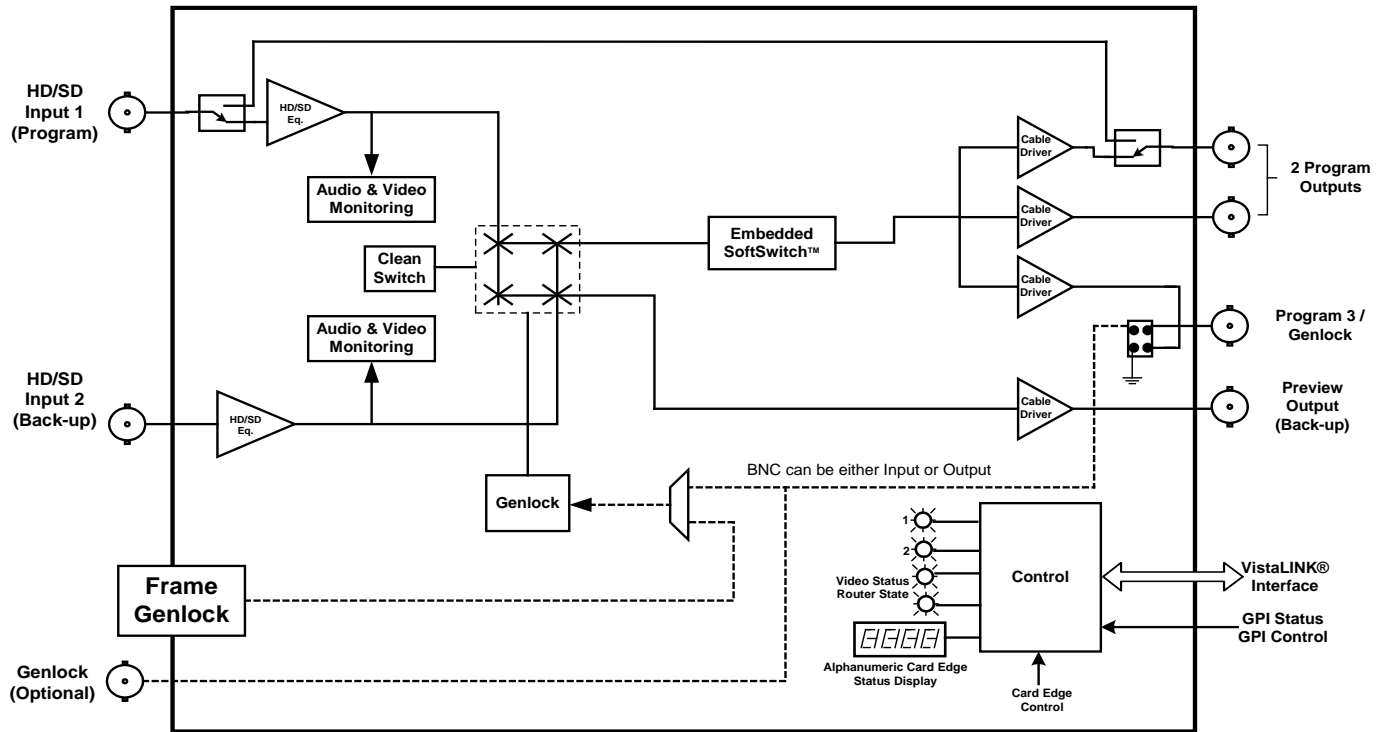 HD/SD
Input 1
(Program)
HD/SD
Eq.
Audio & Video
Monitoring
Clean
Switch
Audio & Video
Monitoring
HD/SD
Input 2
(Back-up)
HD/SD
Eq.
Embedded
SoftSwitch™
Cable
Driver
Cable
Driver
Cable
Driver
Cable
Driver
2 Program
Outputs
Program 3 /
Genlock
Preview
Output
(Back-up)
BNC can be either Input or Output
Genlock
Frame
Genlock
Genlock
(Optional)
1
2
Video Status
Router State
Alphanumeric Card Edge
Status Display
Control
Card Edge
Control
VistaLINK®
Interface
GPI Status
GPI Control